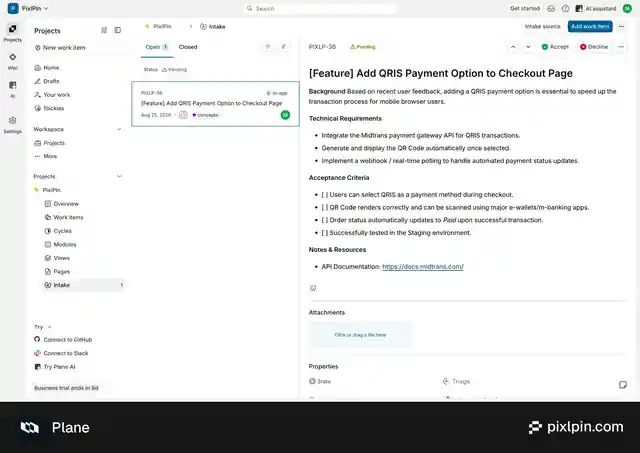 PixlPin
Search
Get started
AI assistant
M
Projects
Wiki
AI
Settings
Projects
New work item
Home
Drafts
Your work
Stickies
Workspace
Projects
More
Projects
PixlPin
Overview
Work items
Cycles
Modules
Views
Pages
Intake 1
Try
Connect to GitHub
Connect to Slack
Try Plane AI
Business trial ends in 8d
PixlPin > Intake
Intake source
Add work item
Open 1
Closed
Status Pending
PIXLP-36
In-app
[Feature] Add QRIS Payment Option to Checkout Page
Aug 25, 2026
concepts
M
PIXLP-36
Pending
Accept
Decline
[Feature] Add QRIS Payment Option to Checkout Page
Background Based on recent user feedback, adding a QRIS payment option is essential to speed up the
transaction process for mobile browser users.
Technical Requirements
• Integrate the Midtrans payment gateway API for QRIS transactions.
• Generate and display the QR Code automatically once selected.
• Implement a webhook / real-time polling to handle automated payment status updates.
Acceptance Criteria
• [ ] Users can select QRIS as a payment method during checkout.
• [ ] QR Code renders correctly and can be scanned using major e-wallets/m-banking apps.
• [ ] Order status automatically updates to Paid upon successful transaction.
• [ ] Successfully tested in the Staging environment.
Notes & Resources
• API Documentation: https://docs.midtrans.com/
Attachments
Click or drag a file here
Properties
State
Triage
Plane
pixlpin.com